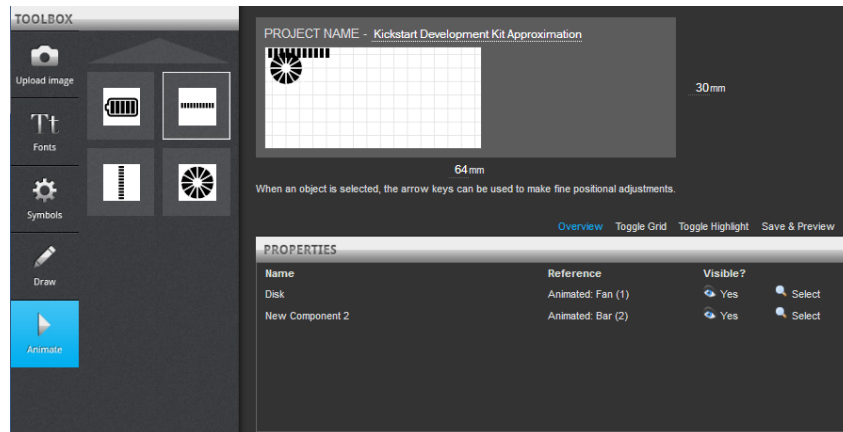 TOOLBOX
Upload image
Tt
Fonts
Symbols
Draw
Animate
PROJECT NAME - Kickstart Development Kit Approximation
30mm
64mm
When an object is selected, the arrow keys can be used to make fine positional adjustments.
Overview Toggle Grid Toggle Highlight Save & Preview
PROPERTIES
Name Reference Visible?
Disk Animated: Fan (1) Yes Select
New Component 2 Animated: Bar (2) Yes Select